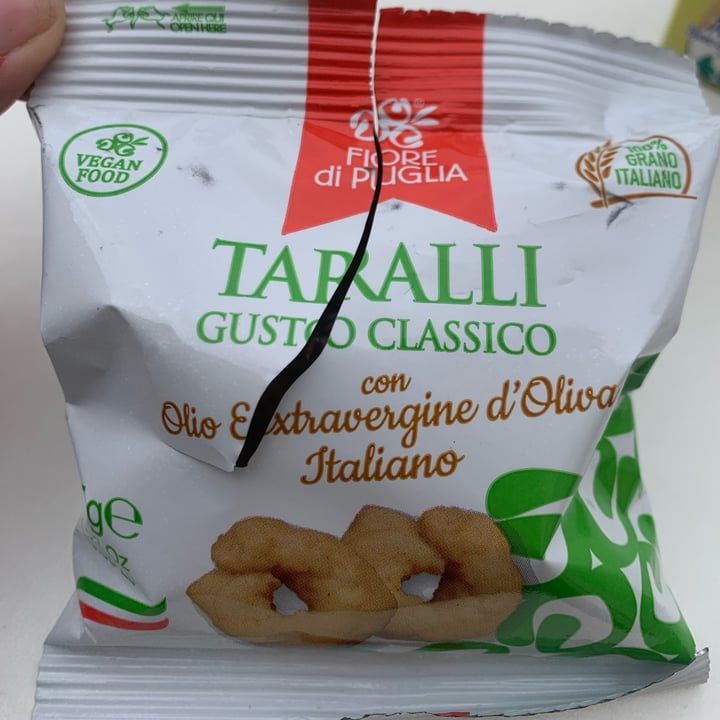 APRIRE QUI
OPEN HERE
VEGAN
FOOD
FIORE
di PUGLIA
100%
GRANO
ITALIANO
TARALLI
GUSTO CLASSICO
con
Olio Extravergine d'Oliva
Italiano
g e
OZ